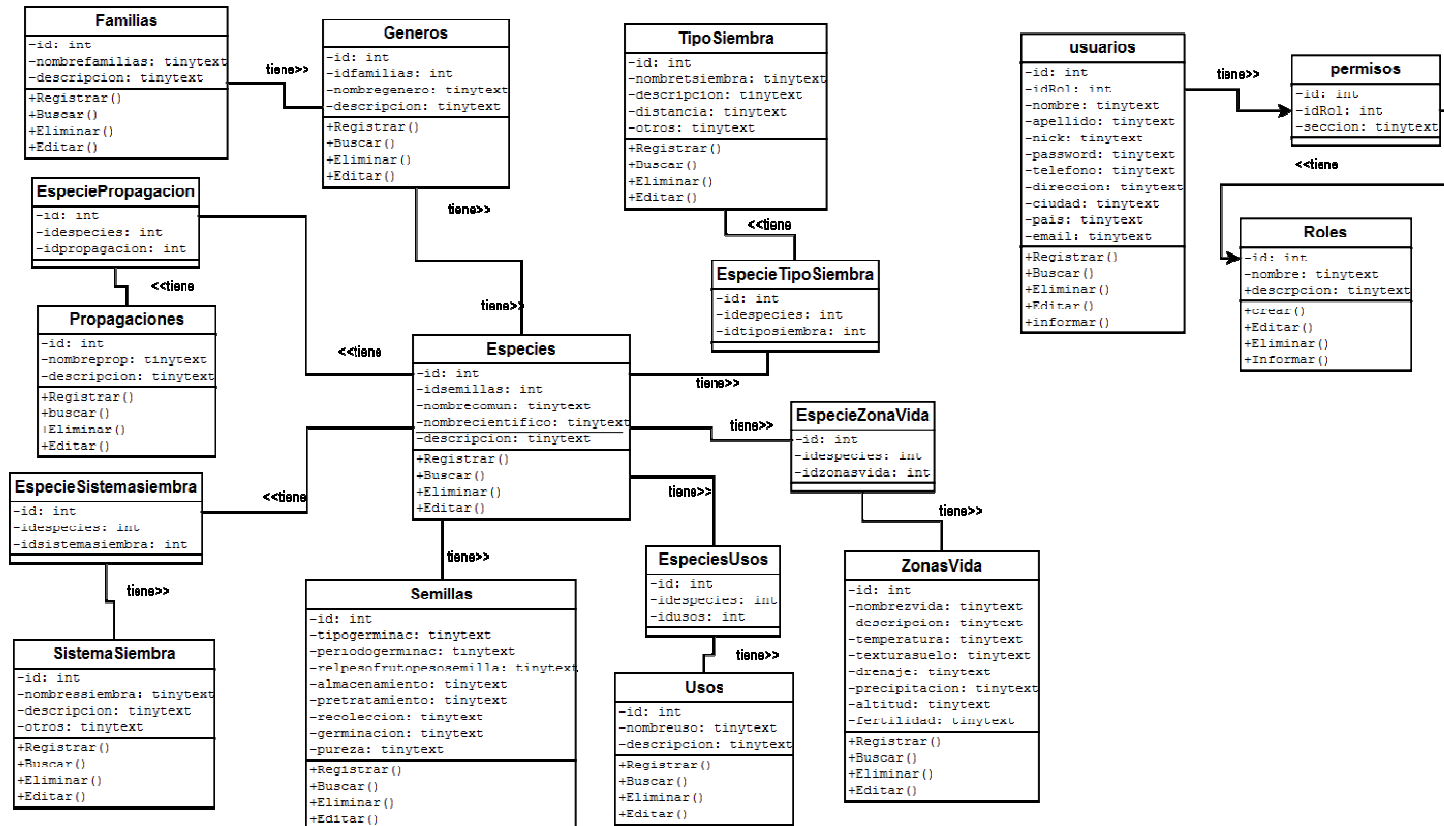 Familias
-id: int
-nombrefamilias: tinytext
-descripcion: tinytext
+Registrar()
+Buscar()
+Eliminar()
+Editar()
tiene>>
Generos
-id: int
-idfamilias: int
-nombregenero: tinytext
-descripcion: tinytext
+Registrar()
+Buscar()
+Eliminar()
+Editar()
tiene>>
tiene>>
TipoSiembra
-id: int
-nombretsiembra: tinytext
-descripcion: tinytext
-distancia: tinytext
-otros: tinytext
+Registrar()
+Buscar()
+Eliminar()
+Editar()
<<tiene
usuarios
-id: int
-idRol: int
-nombre: tinytext
-apellido: tinytext
-nick: tinytext
-password: tinytext
-telefono: tinytext
-direccion: tinytext
-ciudad: tinytext
-pais: tinytext
-email: tinytext
+Registrar()
+Buscar()
+Eliminar()
+Editar()
+informar()
tiene>>
permisos
-id: int
-idRol: int
-seccion: tinytext
<<tiene
Roles
-id: int
-nombre: tinytext
+descrpcion: tinytext
+crear()
+Editar()
+Eliminar()
+Informar()
EspeciePropagacion
-id: int
-idespecies: int
-idpropagacion: int
<<tiene
Propagaciones
-id: int
-nombreprop: tinytext
-descripcion: tinytext
+Registrar()
+buscar()
+Eliminar()
+Editar()
<<tiene
EspecieTipoSiembra
-id: int
-idespecies: int
-idtiposiembra: int
tiene>>
Especies
-id: int
-idsemillas: int
-nombrecomun: tinytext
-nombrecientifico: tinytext
-descripcion: tinytext
+Registrar()
+Buscar()
+Eliminar()
+Editar()
tiene>>
EspecieZonaVida
-id: int
-idespecies: int
-idzonasvida: int
tiene>>
EspecieSistemasiembra
-id: int
-idespecies: int
-idsistemasiembra: int
<<tiene
tiene>>
SistemaSiembra
-id: int
-nombressiembra: tinytext
-descripcion: tinytext
-otros: tinytext
+Registrar()
+Buscar()
+Eliminar()
+Editar()
tiene>>
Semillas
-id: int
-tipogerminac: tinytext
-periodogerminac: tinytext
-relpesofrutopesosemilla: tinytext
-almacenamiento: tinytext
-pretratamiento: tinytext
-recoleccion: tinytext
-germinacion: tinytext
-pureza: tinytext
+Registrar()
+Buscar()
+Eliminar()
+Editar()
tiene>>
EspeciesUsos
-id: int
-idespecies: int
-idusos: int
tiene>>
Usos
-id: int
-nombreuso: tinytext
-descripcion: tinytext
+Registrar()
+Buscar()
+Eliminar()
+Editar()
ZonasVida
-id: int
-nombrezvida: tinytext
-descripcion: tinytext
-temperatura: tinytext
-texturasuelo: tinytext
-drenaje: tinytext
-precipitacion: tinytext
-altitud: tinytext
-fertilidad: tinytext
+Registrar()
+Buscar()
+Eliminar()
+Editar()